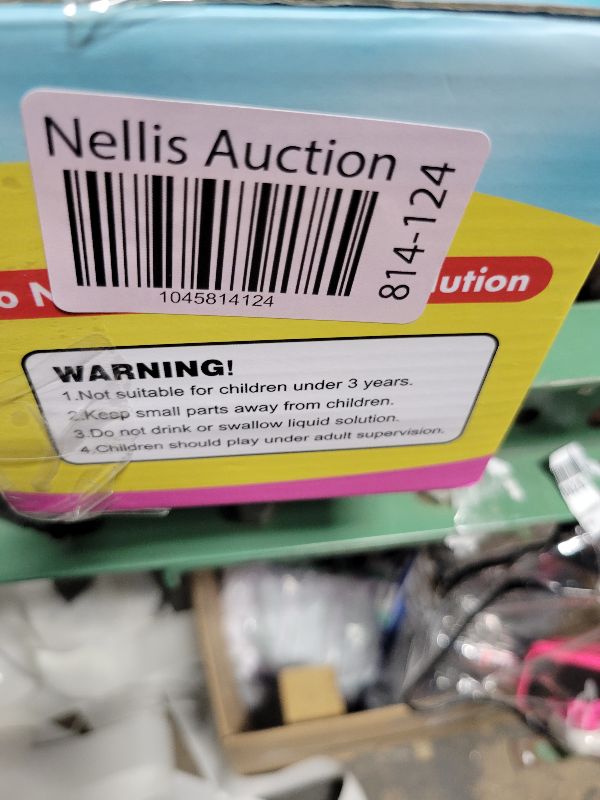 Nellis Auction
814-124
1045814124
o N
lution
WARNING!
1.Not suitable for children under 3 years.
2.Keep small parts away from children.
3.Do not drink or swallow liquid solution.
4.Children should play under adult supervision.